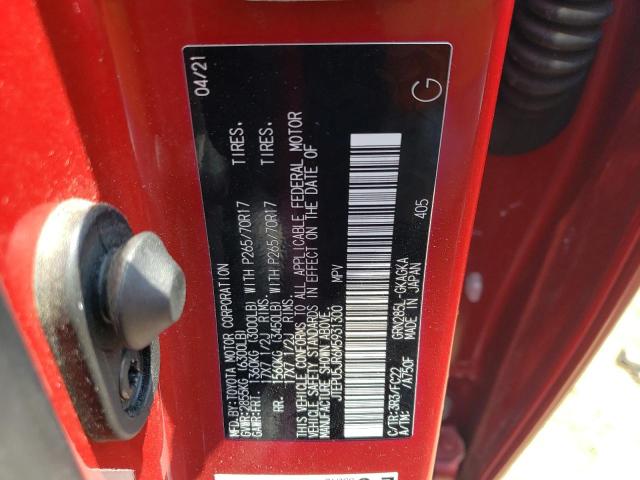 MFD.BY:TOYOTA MOTOR CORPORATION 04/21
GVWR:2855KG (6300LB)
GAWR:FRT. 1360KG (3000LB) WITH P265/70R17 TIRES,
17X7 1/2J RIMS,
RR. 1560KG (3450LB) WITH P265/70R17 TIRES,
17X7 1/2J RIMS.
THIS VEHICLE CONFORMS TO ALL APPLICABLE FEDERAL MOTOR
VEHICLE SAFETY STANDARDS IN EFFECT ON THE DATE OF
MANUFACTURE SHOWN ABOVE.
MPV
C/TR:3R3/FC22 GRN285L-GKAGKA 405
A/TM: /A750F MADE IN JAPAN
G